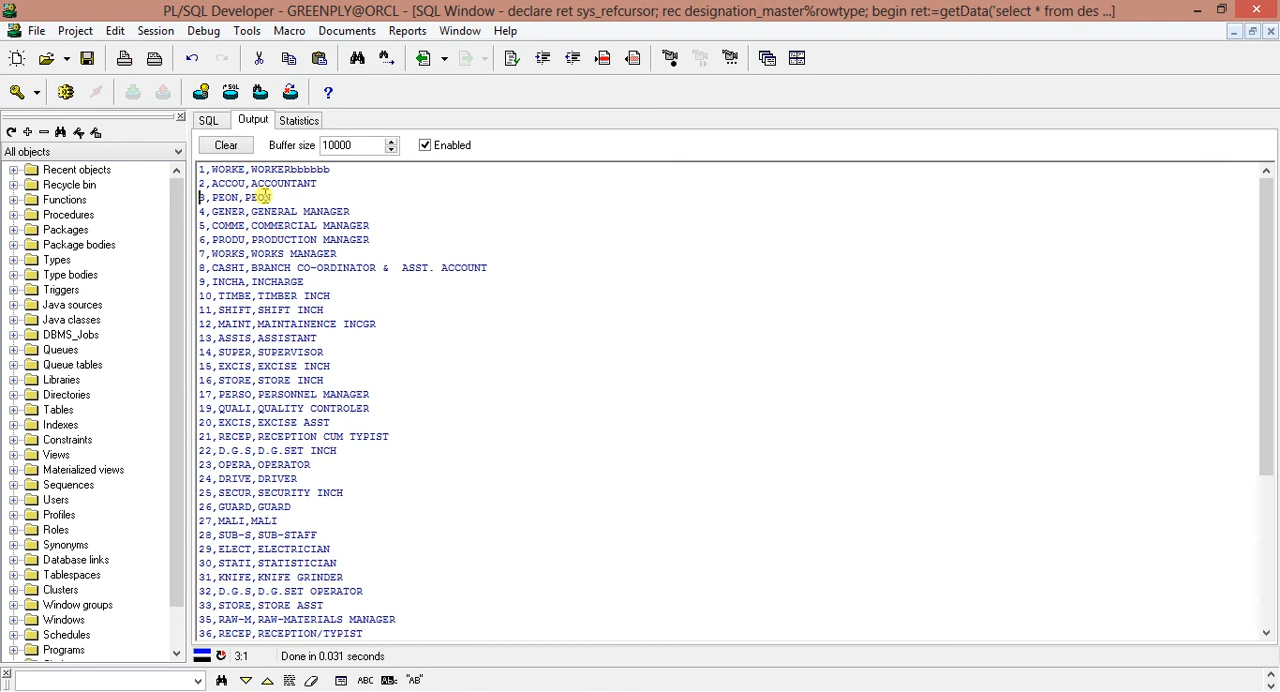 PL/SQL Developer - GREENPLY@ORCL - [SQL Window - declare ret sys_refcursor; rec designation_master%rowtype; begin ret:=getData('select * from des ...]
File Project Edit Session Debug Tools Macro Documents Reports Window Help
All objects
Recent objects
Recycle bin
Functions
Procedures
Packages
Package bodies
Types
Type bodies
Triggers
Java sources
Java classes
DBMS_Jobs
Queues
Queue tables
Libraries
Directories
Tables
Indexes
Constraints
Views
Materialized views
Sequences
Users
Profiles
Roles
Synonyms
Database links
Tablespaces
Clusters
Window groups
Windows
Schedules
Programs
SQL Output Statistics
Clear Buffer size 10000 Enabled
1,WORKE,WORKERbbbbbb
2,ACCOU,ACCOUNTANT
3,PEON,PEON
4,GENER,GENERAL MANAGER
5,COMME,COMMERCIAL MANAGER
6,PRODU,PRODUCTION MANAGER
7,WORKS,WORKS MANAGER
8,CASHI,BRANCH CO-ORDINATOR &  ASST. ACCOUNT
9,INCHA,INCHARGE
10,TIMBE,TIMBER INCH
11,SHIFT,SHIFT INCH
12,MAINT,MAINTAINENCE INCGR
13,ASSIS,ASSISTANT
14,SUPER,SUPERVISOR
15,EXCIS,EXCISE INCH
16,STORE,STORE INCH
17,PERSO,PERSONNEL MANAGER
19,QUALI,QUALITY CONTROLER
20,EXCIS,EXCISE ASST
21,RECEP,RECEPTION CUM TYPIST
22,D.G.S,D.G.SET INCH
23,OPERA,OPERATOR
24,DRIVE,DRIVER
25,SECUR,SECURITY INCH
26,GUARD,GUARD
27,MALI,MALI
28,SUB-S,SUB-STAFF
29,ELECT,ELECTRICIAN
30,STATI,STATISTICIAN
31,KNIFE,KNIFE GRINDER
32,D.G.S,D.G.SET OPERATOR
33,STORE,STORE ASST
35,RAW-M,RAW-MATERIALS MANAGER
36,RECEP,RECEPTION/TYPIST
3:1 Done in 0.031 seconds
ABC "AB"